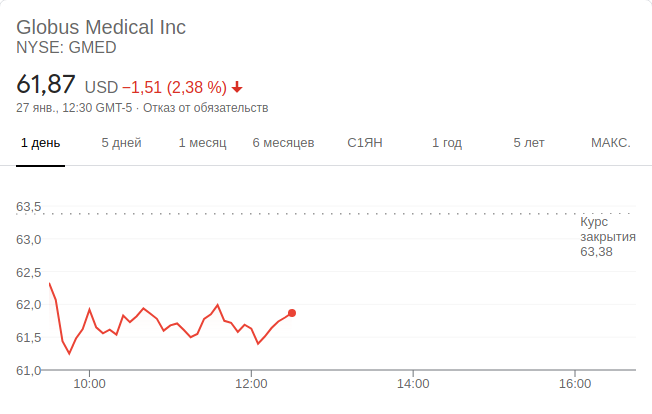 Globus Medical Inc
NYSE: GMED
61,87 USD −1,51 (2,38 %)
27 янв., 12:30 GMT-5 · Отказ от обязательств
1 день 5 дней 1 месяц 6 месяцев С1ЯН 1 год 5 лет МАКС.
63,5
Курс
63,0
закрытия
63,38
62,5
62,0
61,5
61,0
10:00 12:00 14:00 16:00